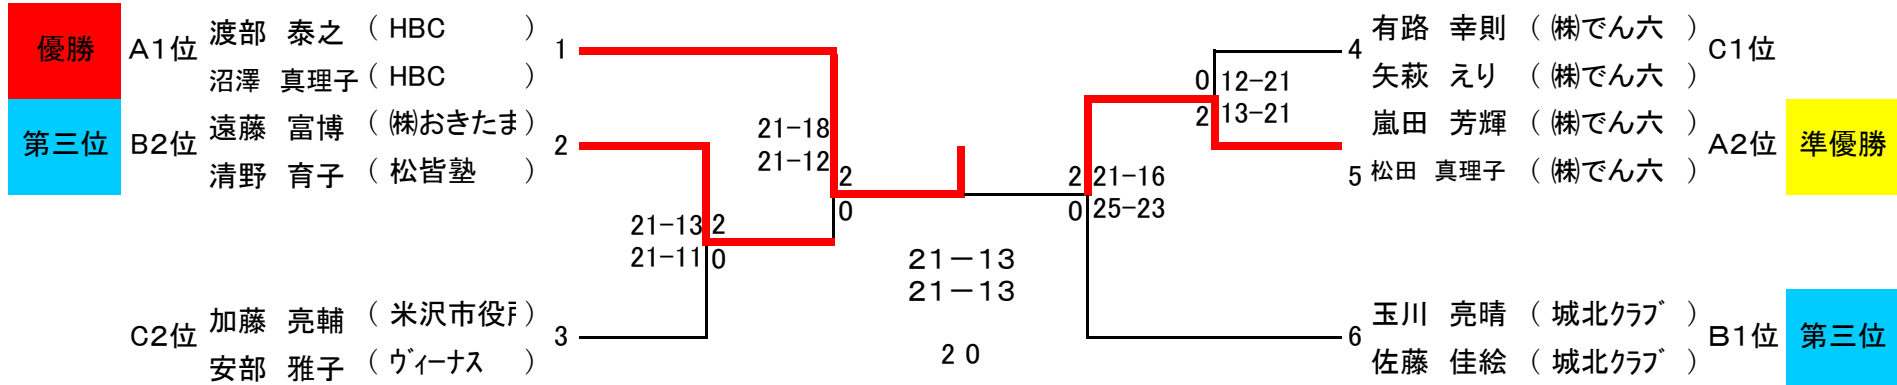 優勝 A1位 渡部 泰之 ( HBC ) 1
沼澤 真理子 ( HBC )
第三位 B2位 遠藤 富博 ( ㈱おきたま ) 2
清野 育子 ( 松皆塾 )
21-18
21-12
2
0
21-13 2
21-11 0
C2位 加藤 亮輔 ( 米沢市役 ) 3
安部 雅子 ( ヴィーナス )
21-13
21-13
2 0
4 有路 幸則 ( ㈱でん六 ) C1位
矢萩 えり ( ㈱でん六 )
0 12-21
2 13-21
5 嵐田 芳輝 ( ㈱でん六 ) A2位 準優勝
松田 真理子 ( ㈱でん六 )
2 21-16
0 25-23
6 玉川 亮晴 ( 城北クラブ ) B1位 第三位
佐藤 佳絵 ( 城北クラブ )